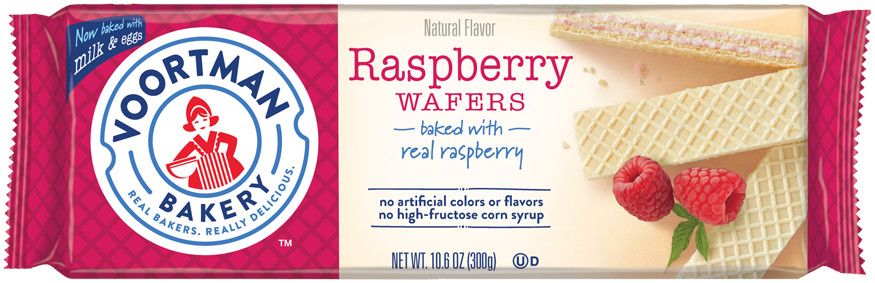 Now baked with
milk & eggs
VOORTMAN
BAKERY
REAL BAKERS. REALLY DELICIOUS.
TM
Natural Flavor
Raspberry
WAFERS
baked with
real raspberry
no artificial colors or flavors
no high-fructose corn syrup
NET WT. 10.6 OZ (300g) U D